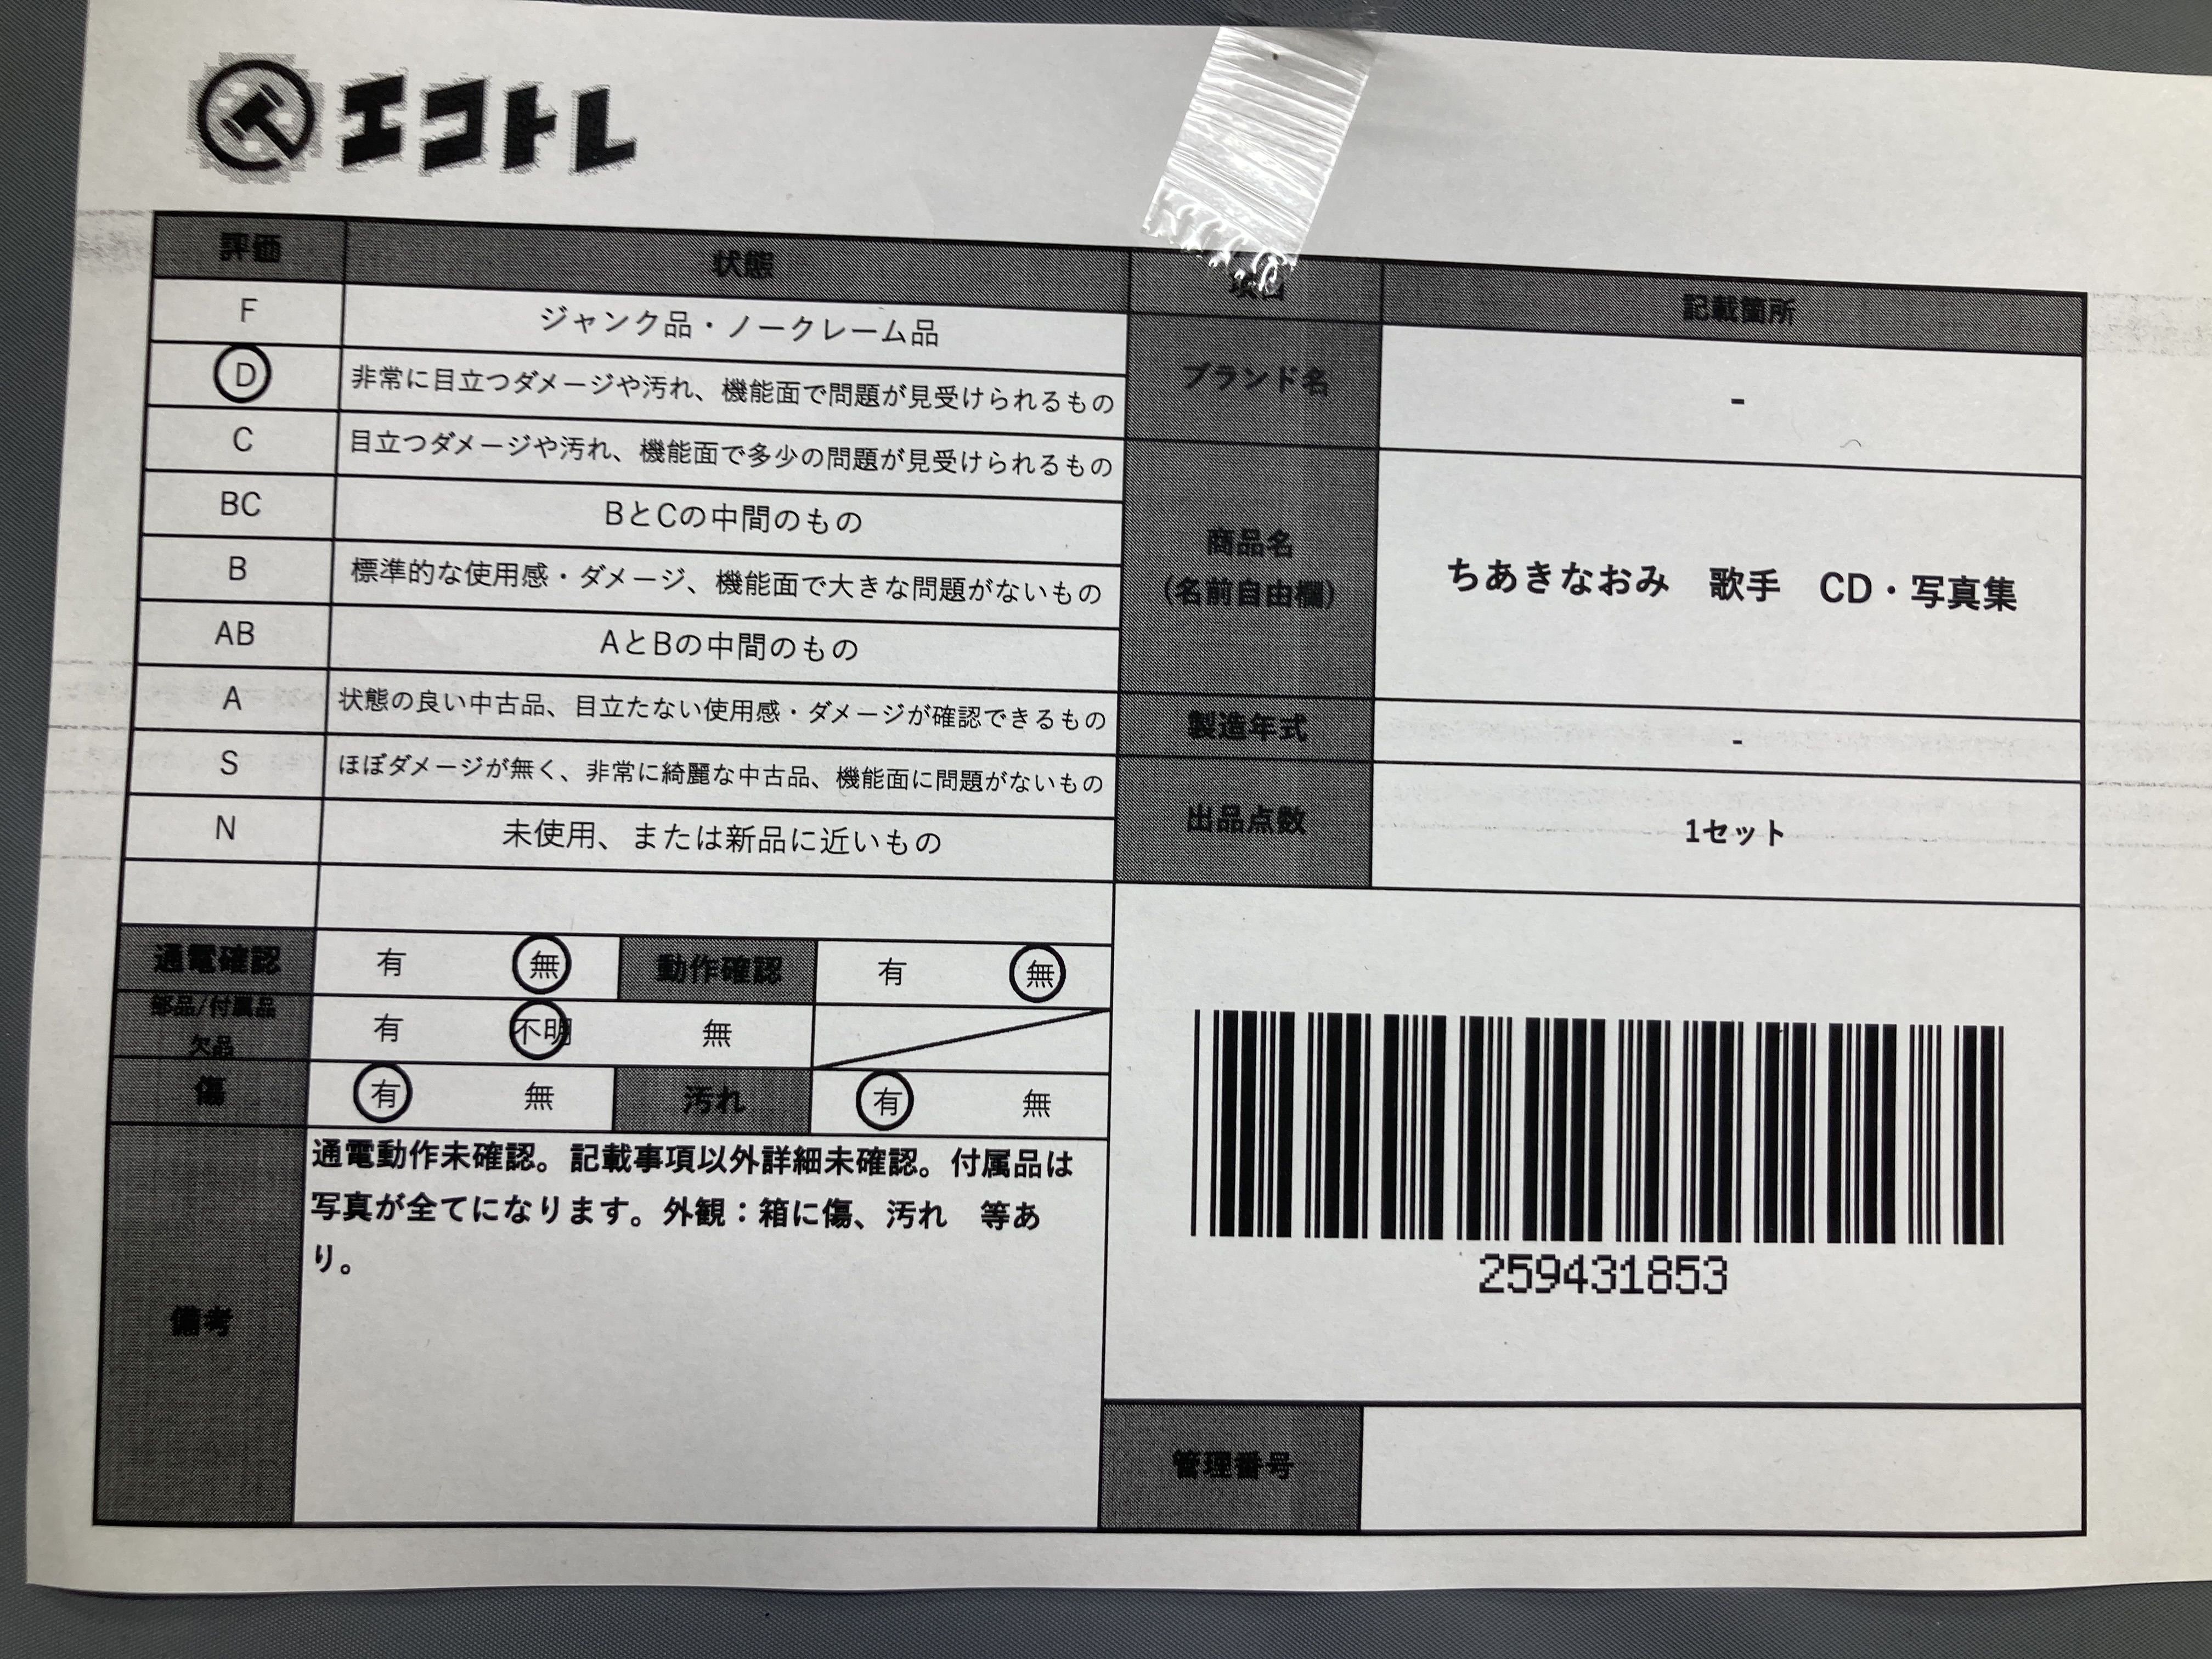 エコトレ
評価 状態 項目 記載箇所
F ジャンク品・ノークレーム品
D 非常に目立つダメージや汚れ、機能面で問題が見受けられるもの
C 目立つダメージや汚れ、機能面で多少の問題が見受けられるもの
BC BとCの中間のもの
B 標準的な使用感・ダメージ、機能面で大きな問題がないもの
AB AとBの中間のもの
A 状態の良い中古品、目立たない使用感・ダメージが確認できるもの
S ほぼダメージが無く、非常に綺麗な中古品、機能面に問題がないもの
N 未使用、または新品に近いもの
ブランド名 -
商品名
(名前自由欄)
ちあきなおみ　歌手　CD・写真集
製造年式 -
出品点数 1セット
通電確認 有 無 動作確認 有 無
部品/付属品
欠品
有 不明 無
傷 有 無 汚れ 有 無
備考
通電動作未確認。記載事項以外詳細未確認。付属品は
写真が全てになります。外観：箱に傷、汚れ　等あ
り。
259431853
管理番号